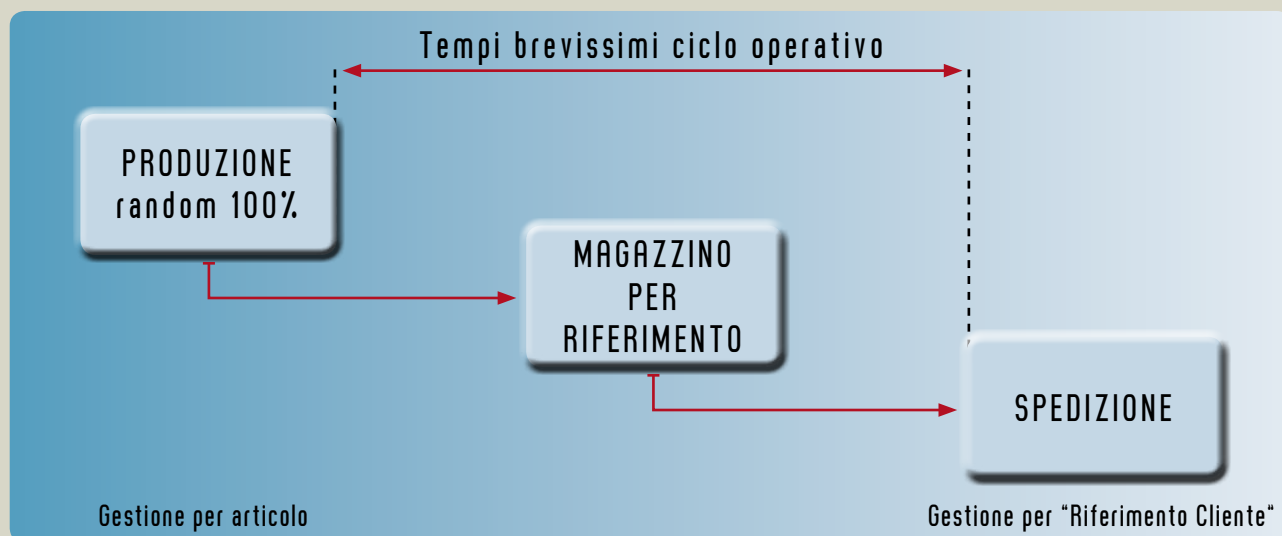 Tempi brevissimi ciclo operativo
PRODUZIONE
random 100%
MAGAZZINO
PER
RIFERIMENTO
SPEDIZIONE
Gestione per articolo
Gestione per “Riferimento Cliente“